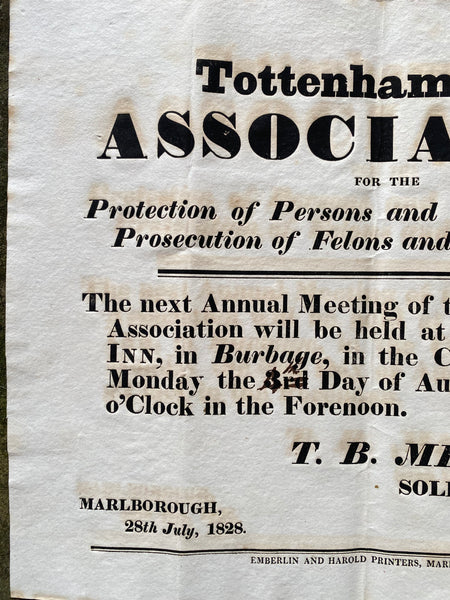 Tottenham
ASSOCIA
FOR THE
Protection of Persons and
Prosecution of Felons and
The next Annual Meeting of t
Association will be held at
INN, in Burbage, in the C
Monday the 3rd Day of Au
o'Clock in the Forenoon.
T. B. ME
SOLI
MARLBOROUGH,
28th July, 1828.
EMBERLIN AND HAROLD PRINTERS, MAR